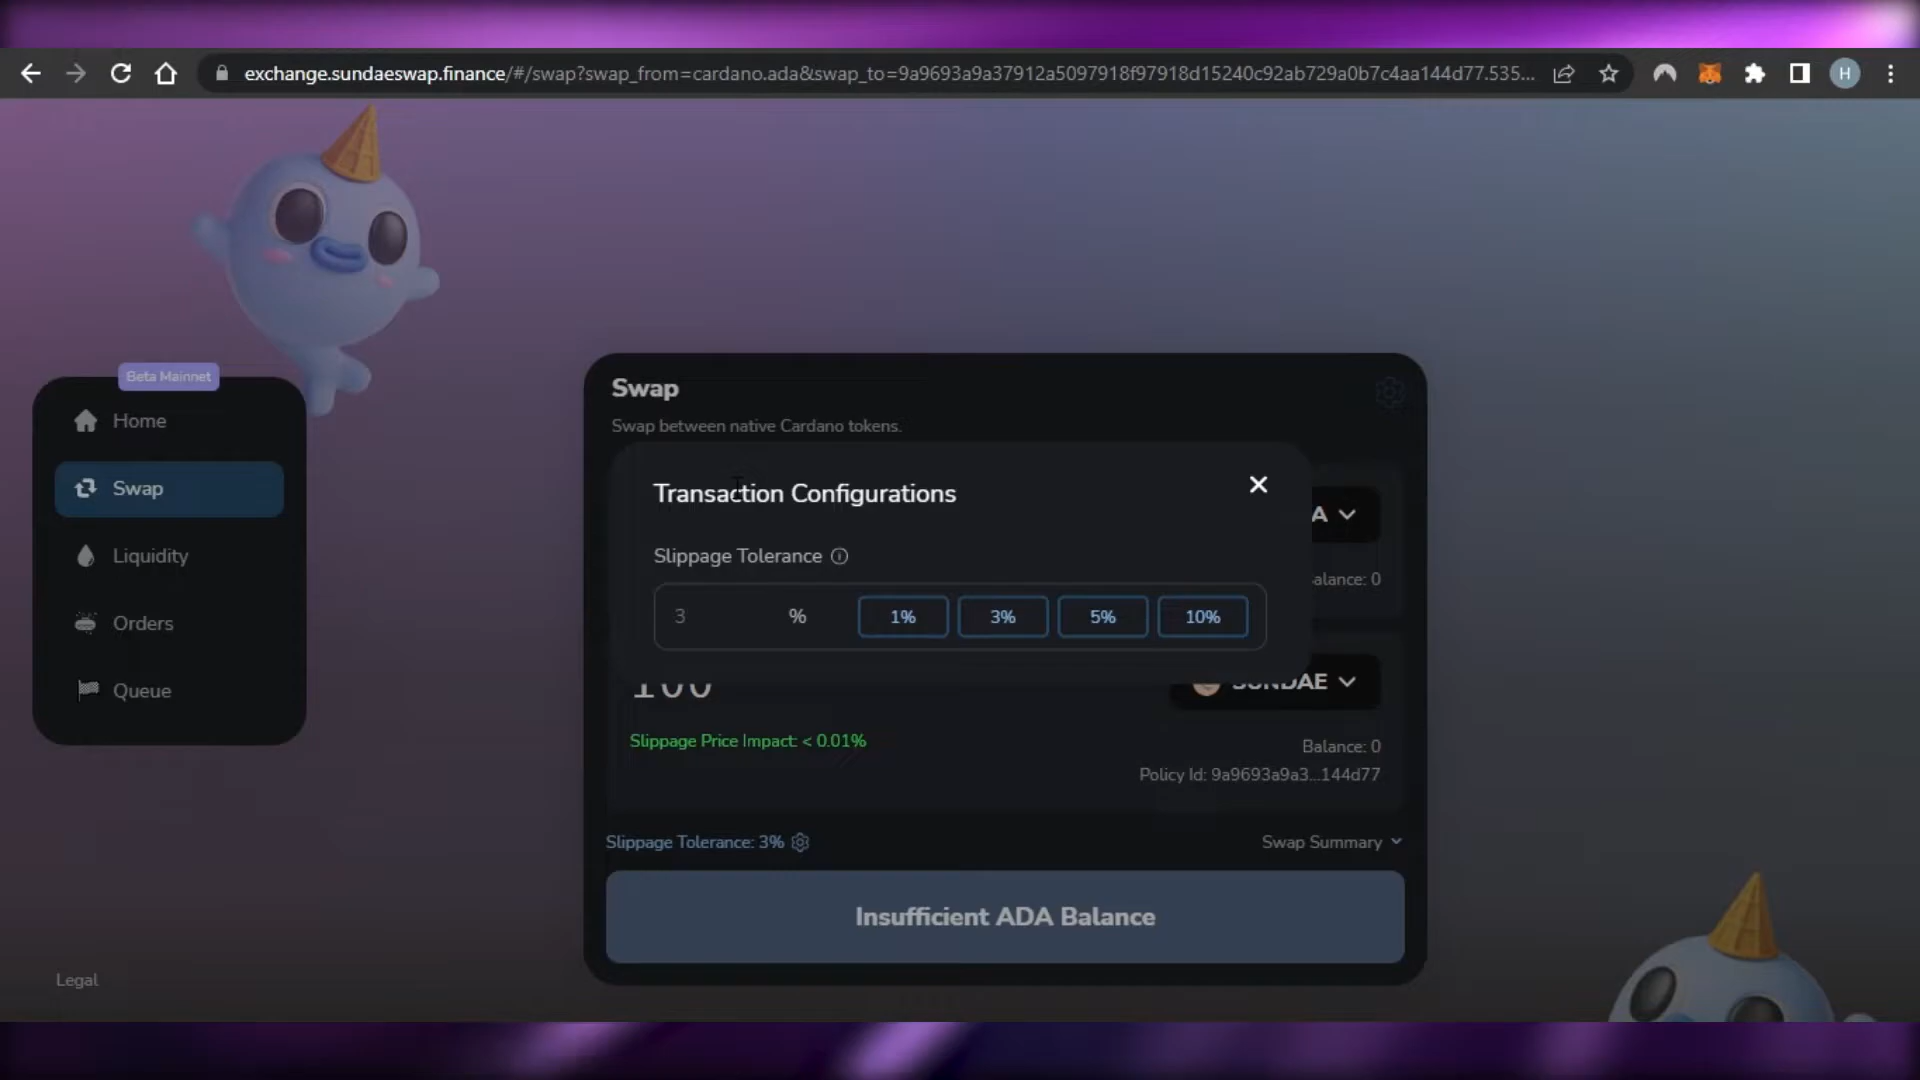 exchange.sundaeswap.finance/#/swap?swap_from=cardano.ada&swap_to=9a9693a9a37912a5097918f97918d15240c92ab729a0b7c4aa144d77.535...
H
Beta Mainnet
Home
Swap
Liquidity
Orders
Queue
Legal
Swap
Swap between native Cardano tokens.
Transaction Configurations
A
Slippage Tolerance
alance: 0
3 % 1% 3% 5% 10%
100 SUNDAE
Slippage Price Impact: < 0.01%
Balance: 0
Policy Id: 9a9693a9a3...144d77
Slippage Tolerance: 3%
Swap Summary
Insufficient ADA Balance